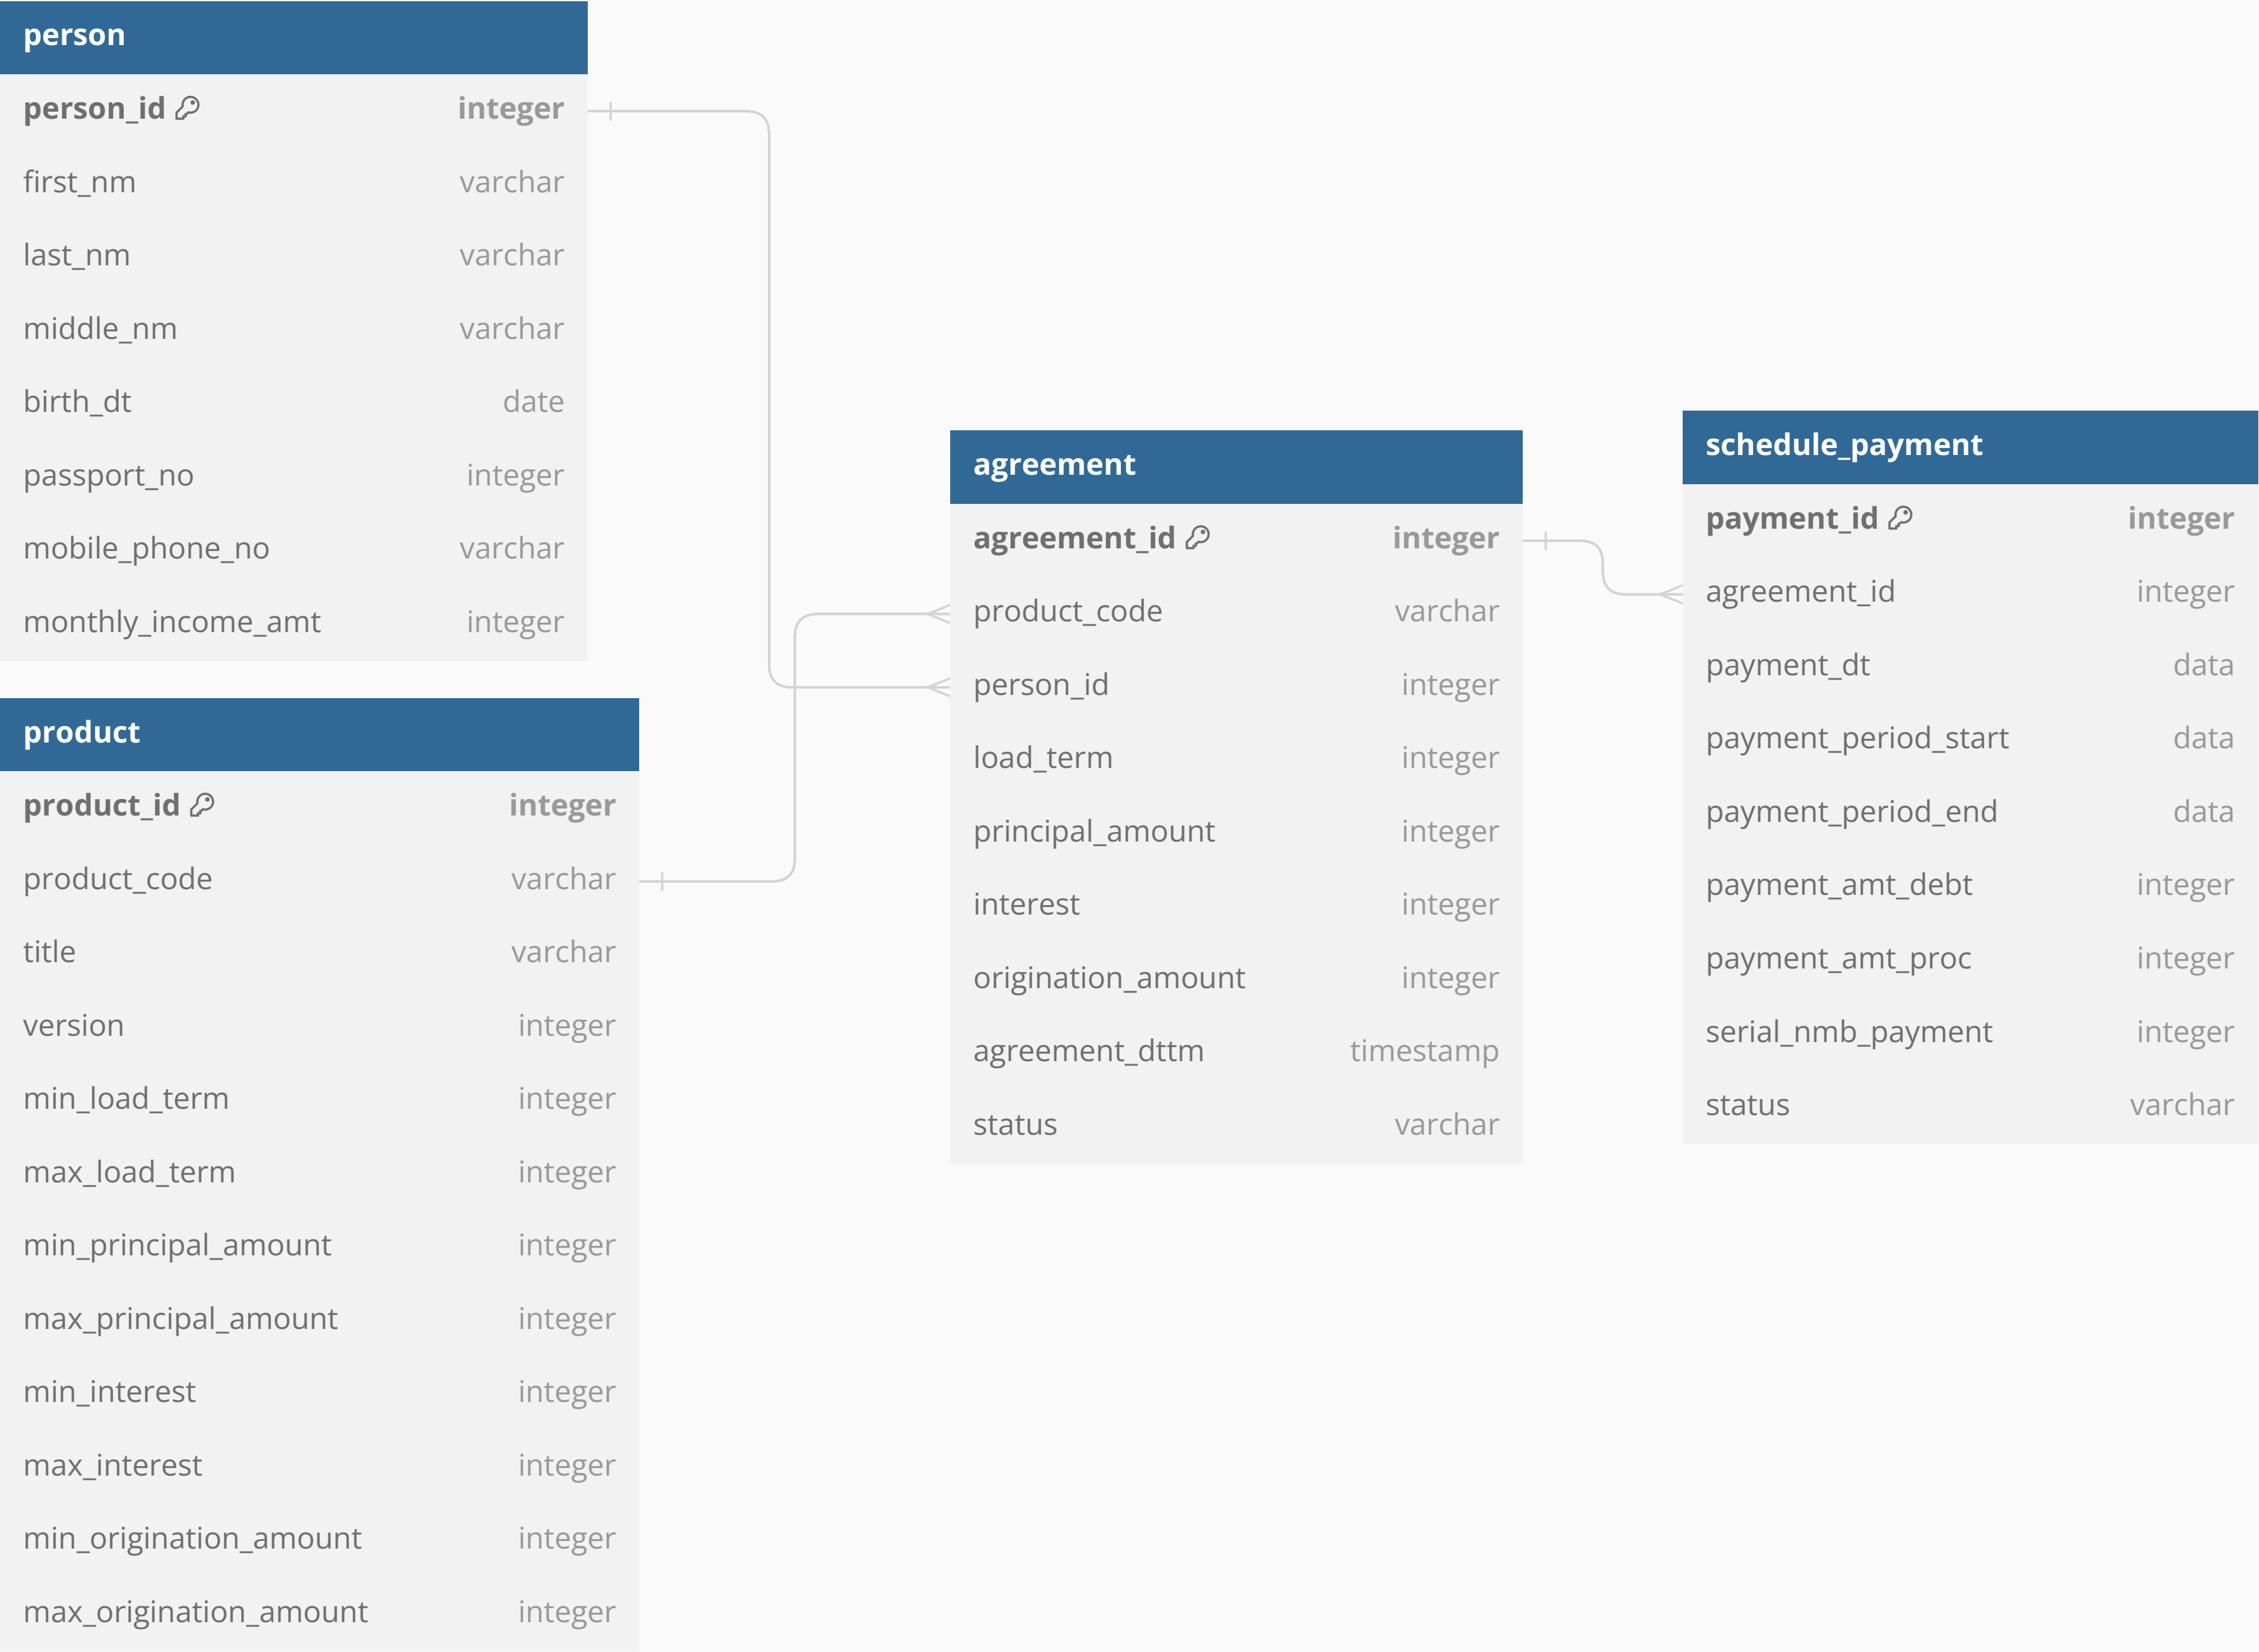 person
person_id integer
first_nm varchar
last_nm varchar
middle_nm varchar
birth_dt date
passport_no integer
mobile_phone_no varchar
monthly_income_amt integer
product
product_id integer
product_code varchar
title varchar
version integer
min_load_term integer
max_load_term integer
min_principal_amount integer
max_principal_amount integer
min_interest integer
max_interest integer
min_origination_amount integer
max_origination_amount integer
agreement
agreement_id integer
product_code varchar
person_id integer
load_term integer
principal_amount integer
interest integer
origination_amount integer
agreement_dttm timestamp
status varchar
schedule_payment
payment_id integer
agreement_id integer
payment_dt data
payment_period_start data
payment_period_end data
payment_amt_debt integer
payment_amt_proc integer
serial_nmb_payment integer
status varchar